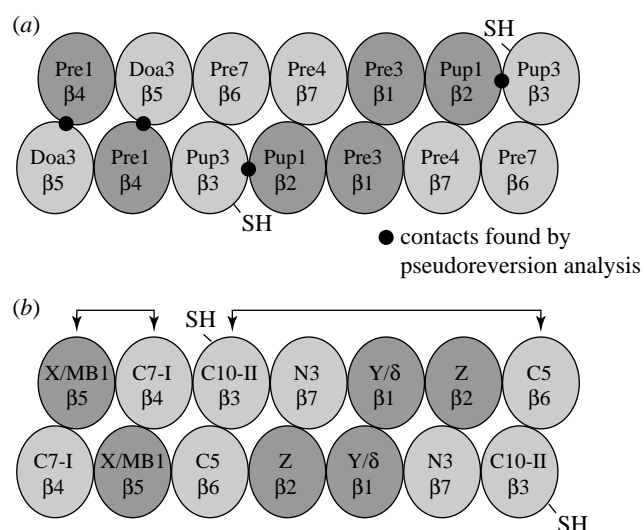 (a)
SH
Pre1 Doa3 Pre7 Pre4 Pre3 Pup1 Pup3
β4 β5 β6 β7 β1 β2 β3
Doa3 Pre1 Pup3 Pup1 Pre3 Pre4 Pre7
β5 β4 β3 β2 β1 β7 β6
SH
contacts found by
pseudoreversion analysis
(b)
SH
X/MB1 C7-I C10-II N3 Y/δ Z C5
β5 β4 β3 β7 β1 β2 β6
C7-I X/MB1 C5 Z Y/δ N3 C10-II
β4 β5 β6 β2 β1 β7 β3
SH